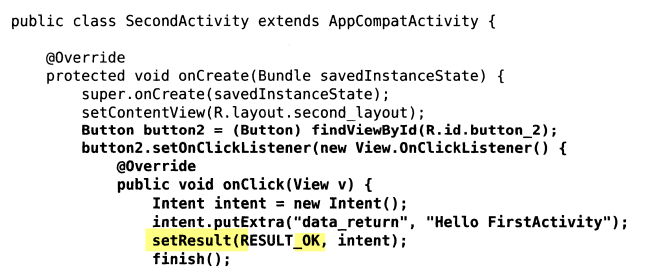 public class SecondActivity extends AppCompatActivity {
@Override
protected void onCreate(Bundle savedInstanceState) {
super.onCreate(savedInstanceState);
setContentView(R.layout.second_layout);
Button button2 = (Button) findViewById(R.id.button_2);
button2.setOnClickListener(new View.OnClickListener() {
@Override
public void onClick(View v) {
Intent intent = new Intent();
intent.putExtra("data_return", "Hello FirstActivity");
setResult(RESULT_OK, intent);
finish();